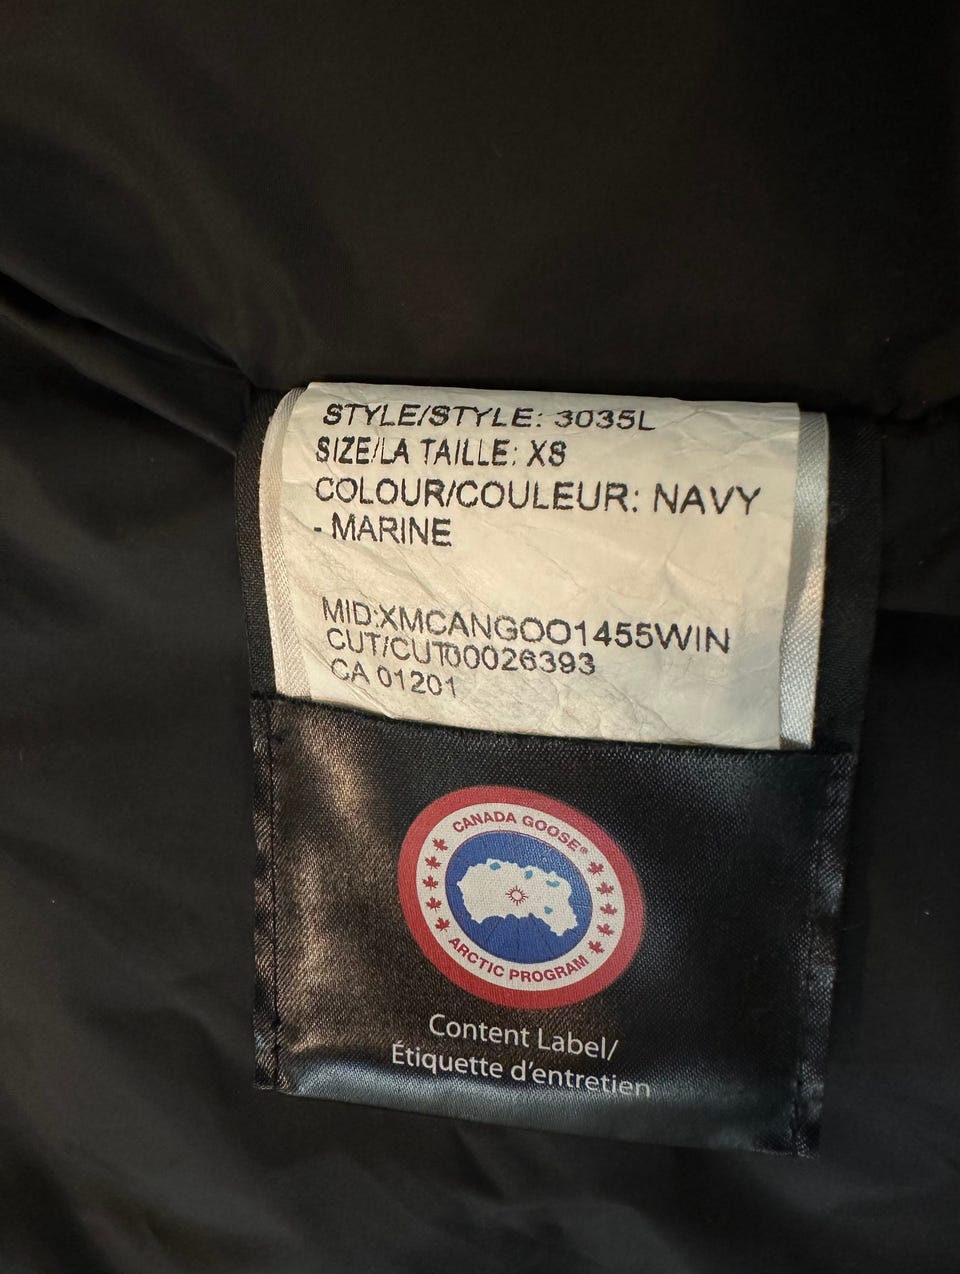 STYLE/STYLE: 3035L
SIZE/LA TAILLE: XS
COLOUR/COULEUR: NAVY
- MARINE
MID:XMCANGOO1455WIN
CUT/CUT00026393
CA 01201
CANADA GOOSE®
ARCTIC PROGRAM
Content Label/
Étiquette d'entretien